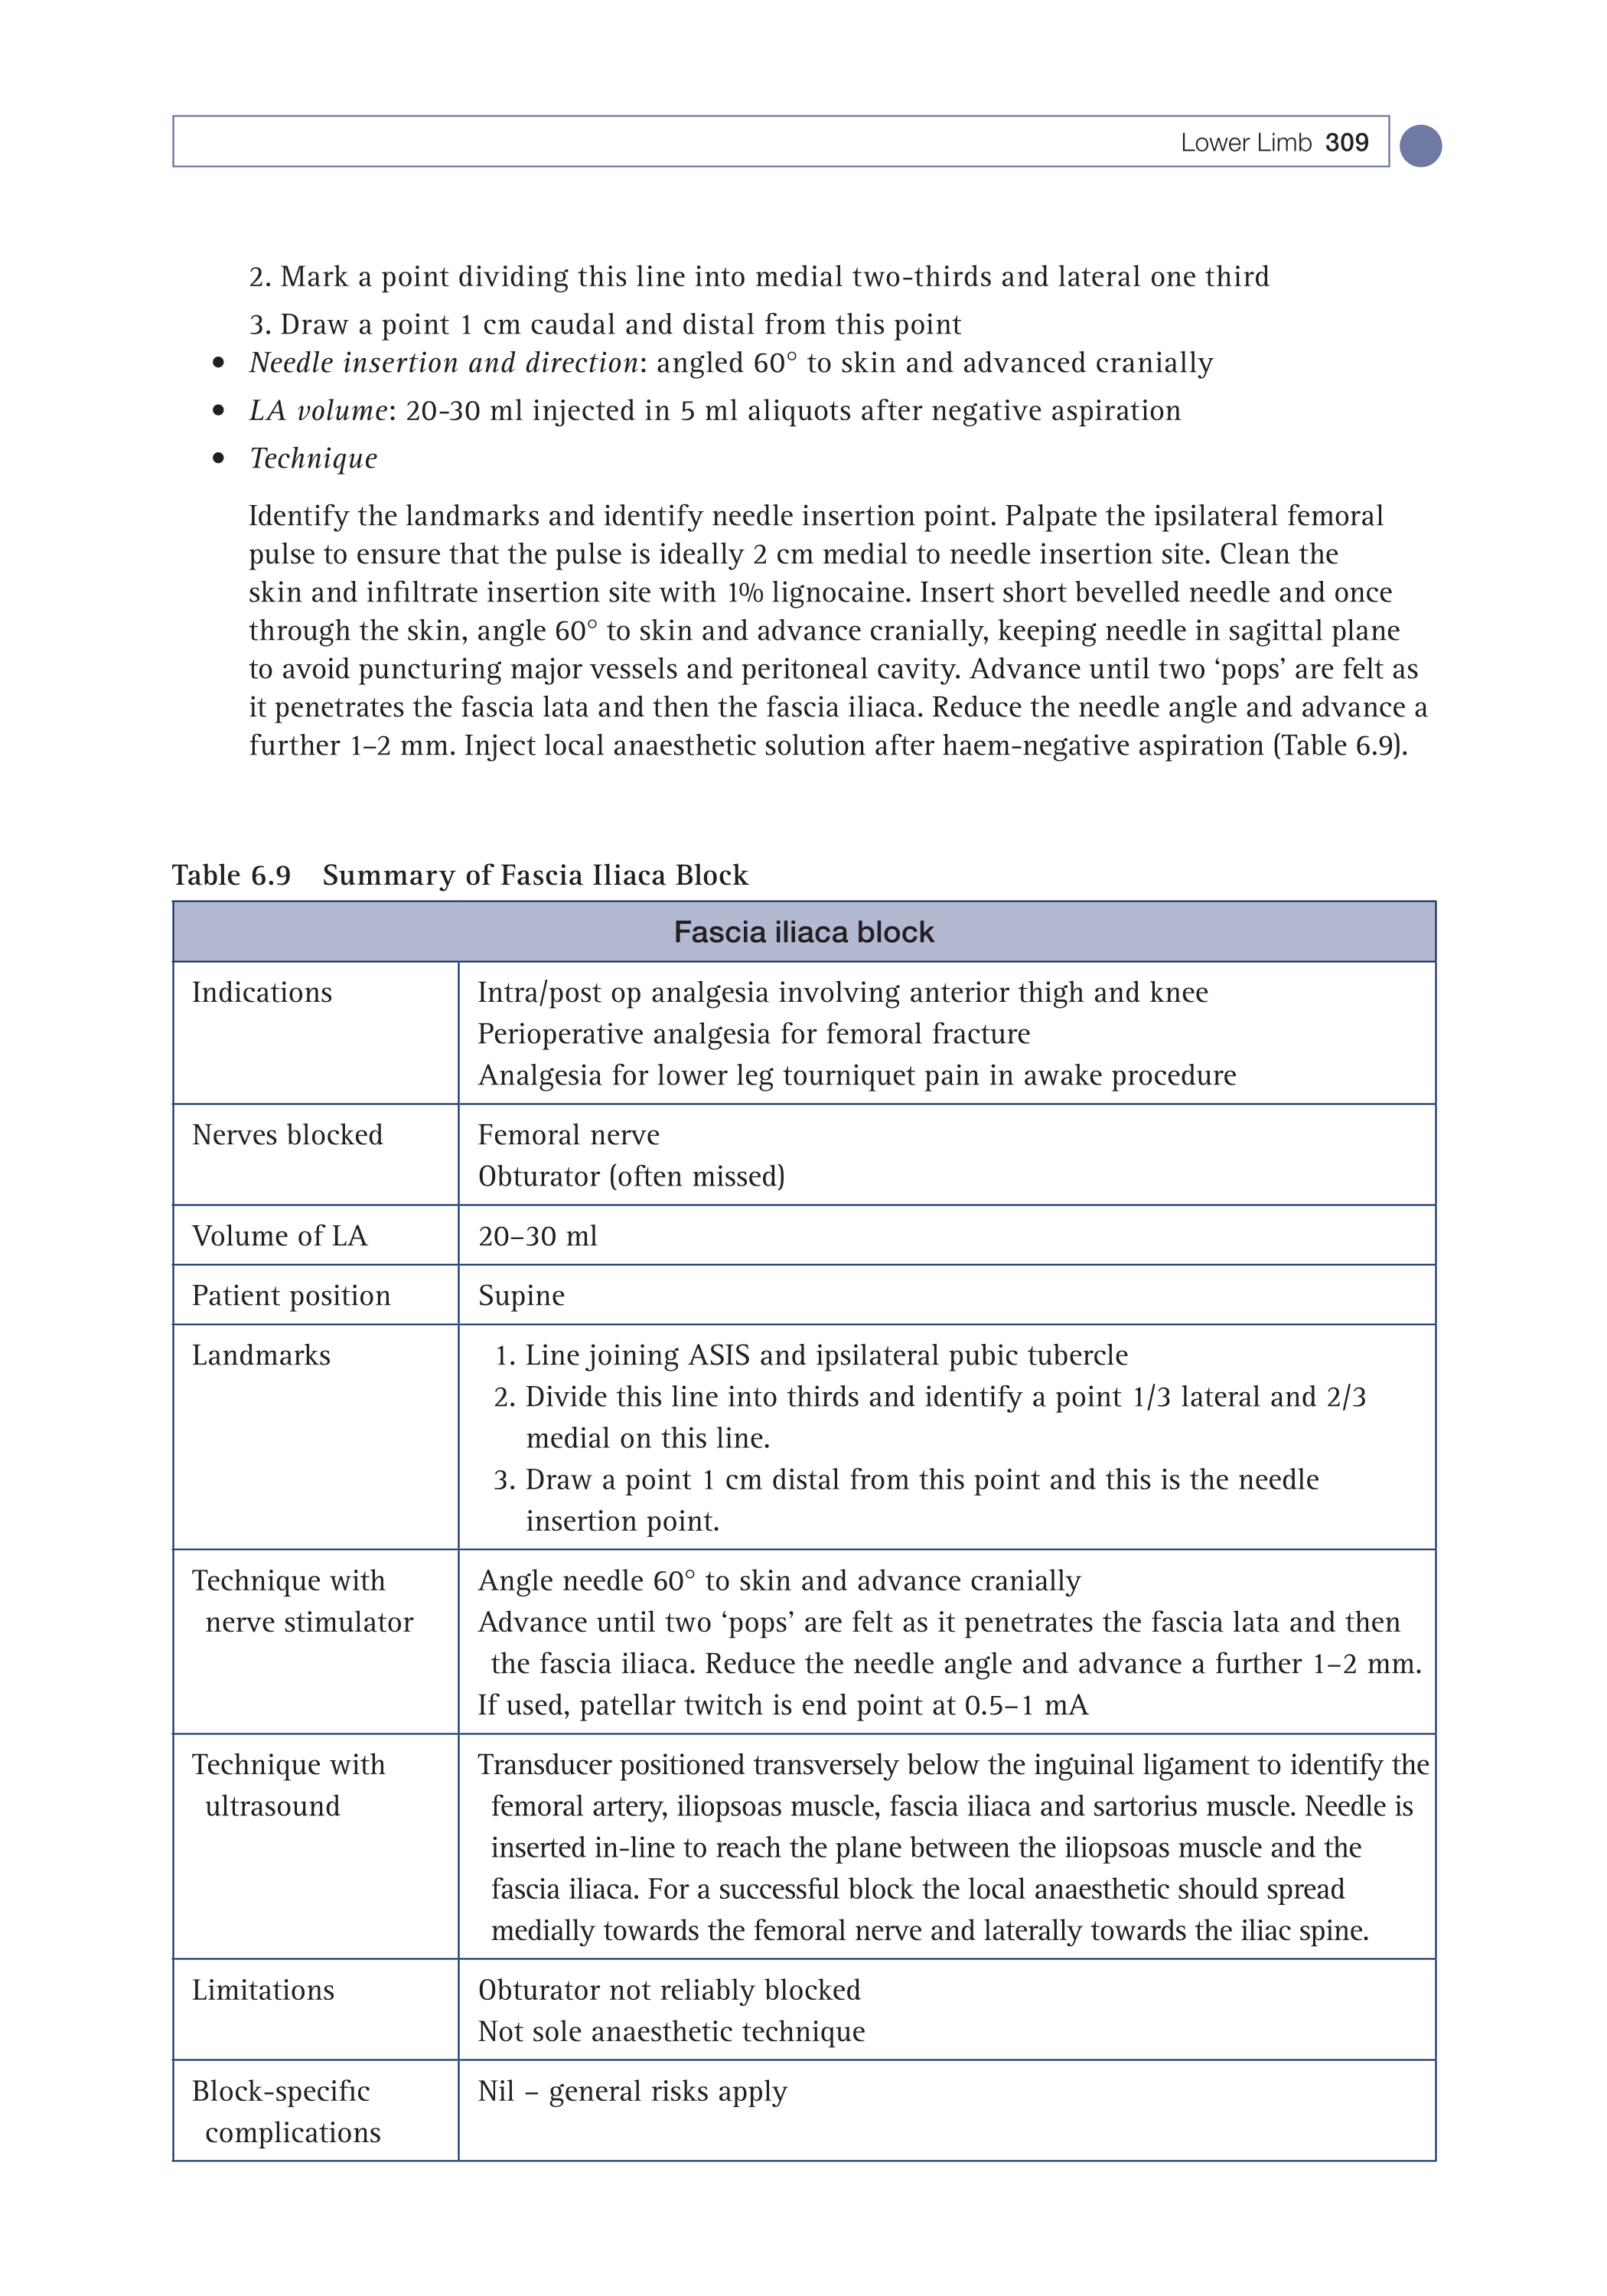 Lower Limb 309
2. Mark a point dividing this line into medial two-thirds and lateral one third
3. Draw a point 1 cm caudal and distal from this point
• Needle insertion and direction: angled 60° to skin and advanced cranially
• LA volume: 20-30 ml injected in 5 ml aliquots after negative aspiration
• Technique
Identify the landmarks and identify needle insertion point. Palpate the ipsilateral femoral
pulse to ensure that the pulse is ideally 2 cm medial to needle insertion site. Clean the
skin and infiltrate insertion site with 1% lignocaine. Insert short bevelled needle and once
through the skin, angle 60° to skin and advance cranially, keeping needle in sagittal plane
to avoid puncturing major vessels and peritoneal cavity. Advance until two ‘pops’ are felt as
it penetrates the fascia lata and then the fascia iliaca. Reduce the needle angle and advance a
further 1–2 mm. Inject local anaesthetic solution after haem-negative aspiration (Table 6.9).
Table 6.9 Summary of Fascia Iliaca Block
Fascia iliaca block
Indications
Intra/post op analgesia involving anterior thigh and knee
Perioperative analgesia for femoral fracture
Analgesia for lower leg tourniquet pain in awake procedure
Nerves blocked
Femoral nerve
Obturator (often missed)
Volume of LA
20–30 ml
Patient position
Supine
Landmarks
1. Line joining ASIS and ipsilateral pubic tubercle
2. Divide this line into thirds and identify a point 1/3 lateral and 2/3
medial on this line.
3. Draw a point 1 cm distal from this point and this is the needle
insertion point.
Technique with
nerve stimulator
Angle needle 60° to skin and advance cranially
Advance until two ‘pops’ are felt as it penetrates the fascia lata and then
the fascia iliaca. Reduce the needle angle and advance a further 1–2 mm.
If used, patellar twitch is end point at 0.5–1 mA
Technique with
ultrasound
Transducer positioned transversely below the inguinal ligament to identify the
femoral artery, iliopsoas muscle, fascia iliaca and sartorius muscle. Needle is
inserted in-line to reach the plane between the iliopsoas muscle and the
fascia iliaca. For a successful block the local anaesthetic should spread
medially towards the femoral nerve and laterally towards the iliac spine.
Limitations
Obturator not reliably blocked
Not sole anaesthetic technique
Block-specific
complications
Nil – general risks apply